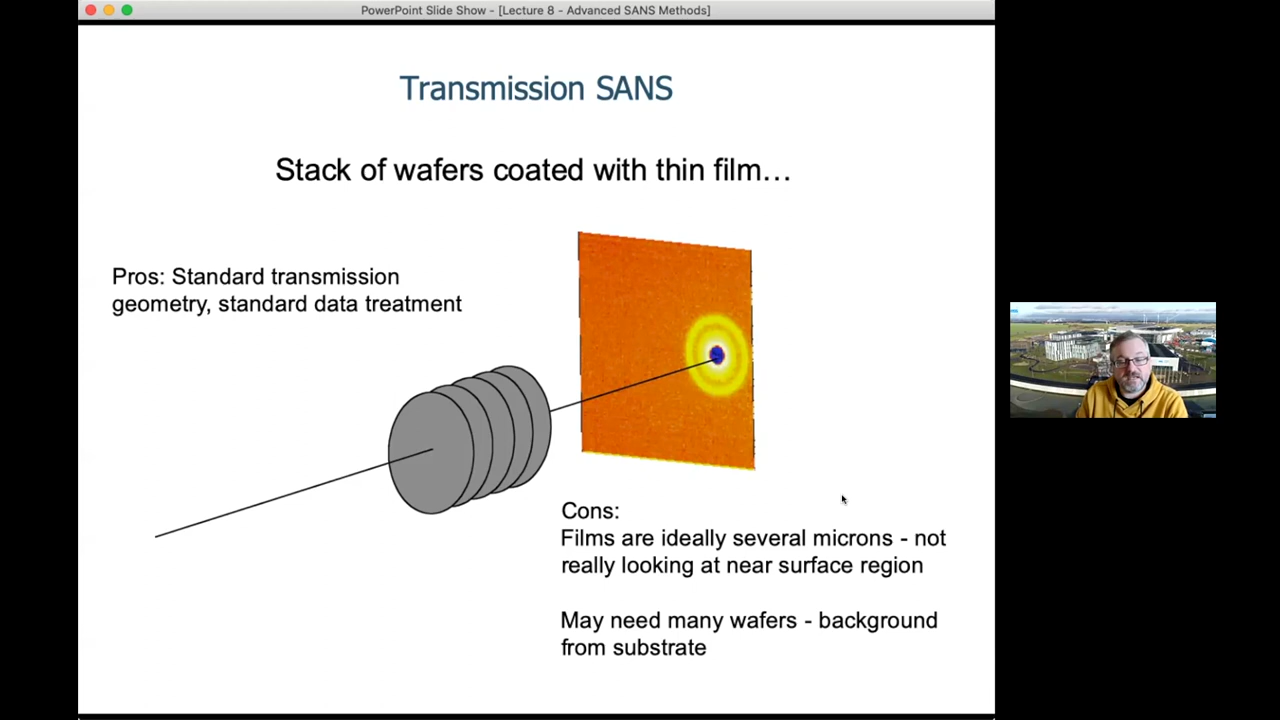 PowerPoint Slide Show - [Lecture 8 - Advanced SANS Methods]
Transmission SANS
Stack of wafers coated with thin film…
Pros: Standard transmission
geometry, standard data treatment
Cons:
Films are ideally several microns - not
really looking at near surface region
May need many wafers - background
from substrate